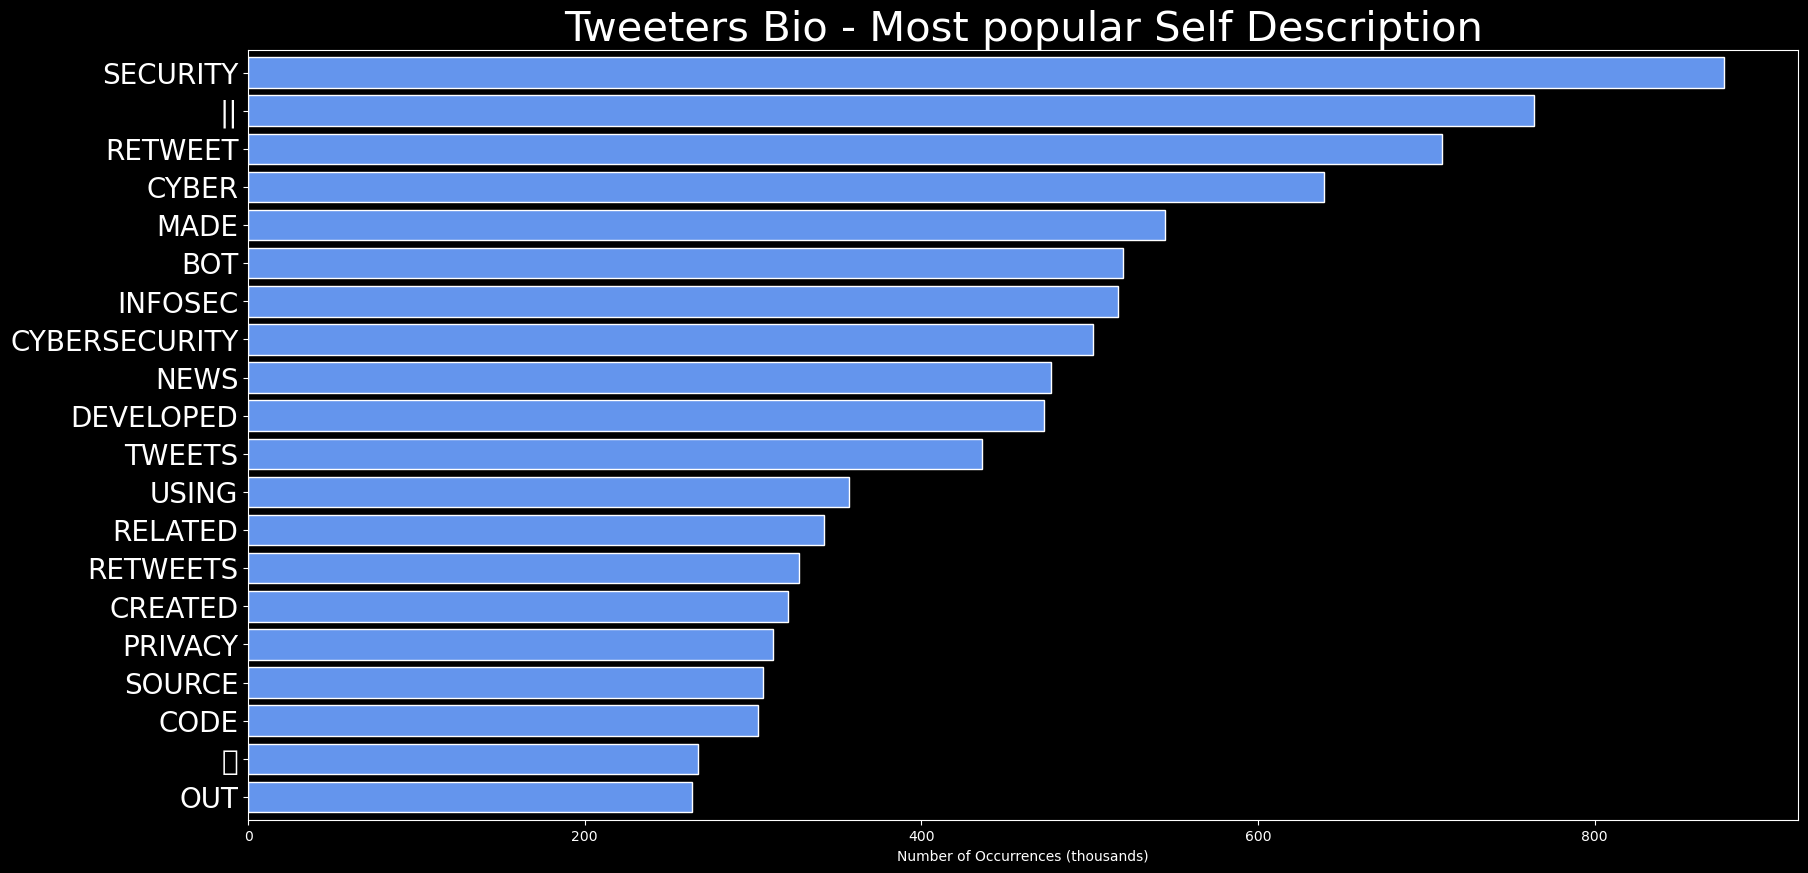 Tweeters Bio - Most popular Self Description
SECURITY
||
RETWEET
CYBER
MADE
BOT
INFOSEC
CYBERSECURITY
NEWS
DEVELOPED
TWEETS
USING
RELATED
RETWEETS
CREATED
PRIVACY
SOURCE
CODE
OUT
0 200 400 600 800
Number of Occurrences (thousands)